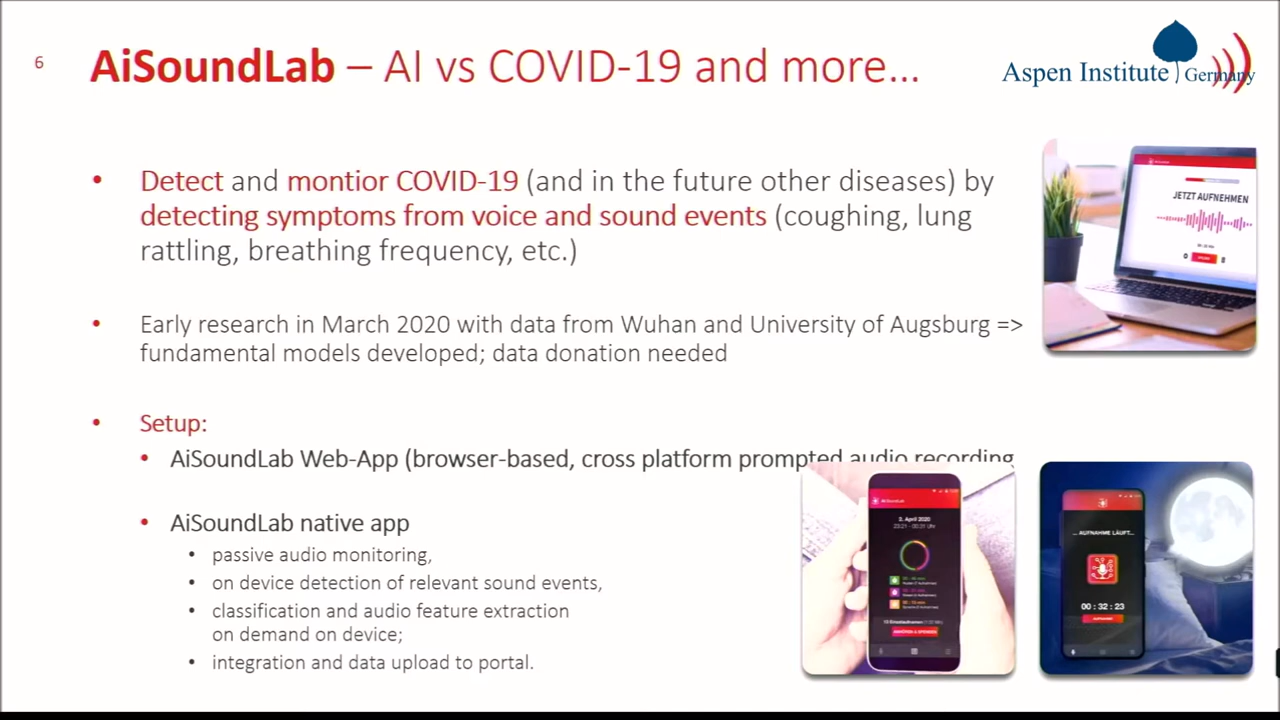 6
AiSoundLab – AI vs COVID-19 and more...
Aspen Institute Germany
• Detect and montior COVID-19 (and in the future other diseases) by
detecting symptoms from voice and sound events (coughing, lung
rattling, breathing frequency, etc.)
JETZT AUFNEHMEN
• Early research in March 2020 with data from Wuhan and University of Augsburg =>
fundamental models developed; data donation needed
• Setup:
• AiSoundLab Web-App (browser-based, cross platform prompted audio recording
• AiSoundLab native app
• passive audio monitoring,
• on device detection of relevant sound events,
• classification and audio feature extraction
on demand on device;
• integration and data upload to portal.
AiSoundLab
3. April 2020
ANHÖREN & SPENDEN
... AUFNAHME LÄUFT...
00 : 32 : 23